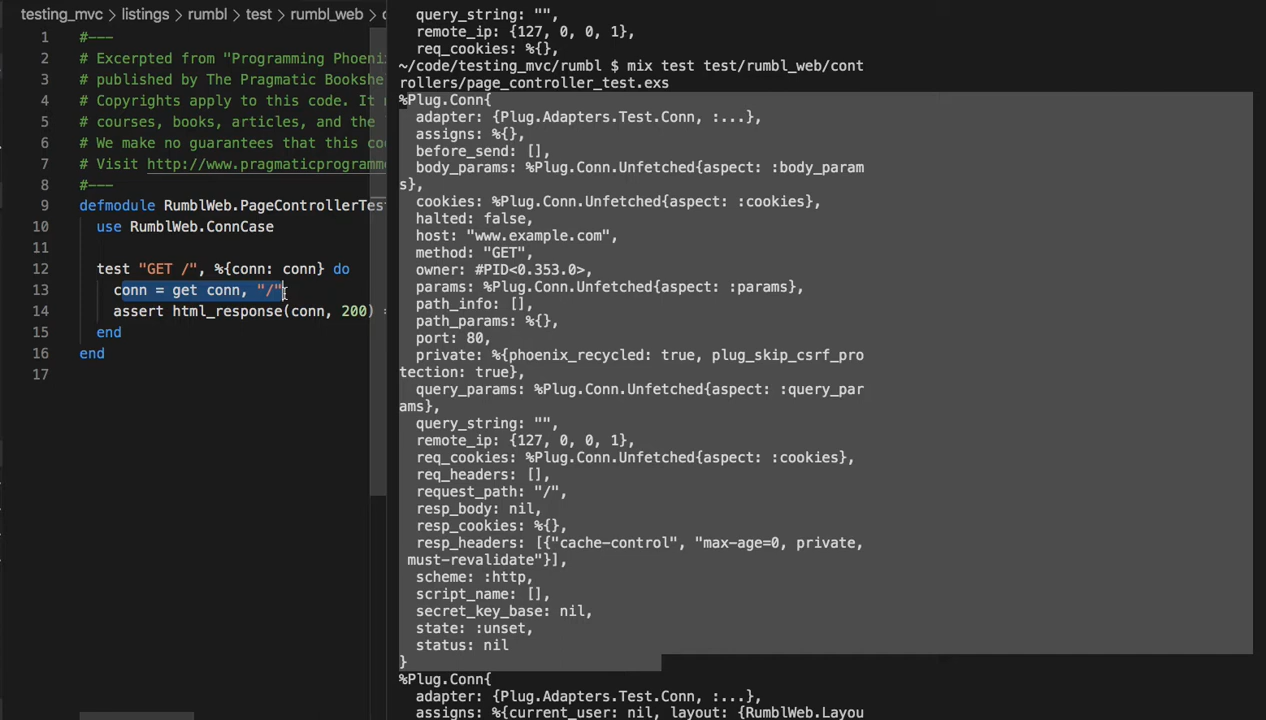 testing_mvc > listings > rumbl > test > rumbl_web >
1 #---
2 # Excerpted from "Programming Phoeni
3 # published by The Pragmatic Bookshe
4 # Copyrights apply to this code. It
5 # courses, books, articles, and the
6 # We make no guarantees that this co
7 # Visit http://www.pragmaticprogramme
8 #---
9 defmodule RumblWeb.PageControllerTes
10 use RumblWeb.ConnCase
11
12 test "GET /", %{conn: conn} do
13 conn = get conn, "/"
14 assert html_response(conn, 200) =
15 end
16 end
17
query_string: "",
remote_ip: {127, 0, 0, 1},
req_cookies: %{},
~/code/testing_mvc/rumbl $ mix test test/rumbl_web/cont
rollers/page_controller_test.exs
%Plug.Conn{
adapter: {Plug.Adapters.Test.Conn, :...},
assigns: %{},
before_send: [],
body_params: %Plug.Conn.Unfetched{aspect: :body_param
s},
cookies: %Plug.Conn.Unfetched{aspect: :cookies},
halted: false,
host: "www.example.com",
method: "GET",
owner: #PID<0.353.0>,
params: %Plug.Conn.Unfetched{aspect: :params},
path_info: [],
path_params: %{},
port: 80,
private: %{phoenix_recycled: true, plug_skip_csrf_pro
tection: true},
query_params: %Plug.Conn.Unfetched{aspect: :query_par
ams},
query_string: "",
remote_ip: {127, 0, 0, 1},
req_cookies: %Plug.Conn.Unfetched{aspect: :cookies},
req_headers: [],
request_path: "/",
resp_body: nil,
resp_cookies: %{},
resp_headers: [{"cache-control", "max-age=0, private,
must-revalidate"}],
scheme: :http,
script_name: [],
secret_key_base: nil,
state: :unset,
status: nil
}
%Plug.Conn{
adapter: {Plug.Adapters.Test.Conn, :...},
assigns: %{current_user: nil, layout: {RumblWeb.Layou